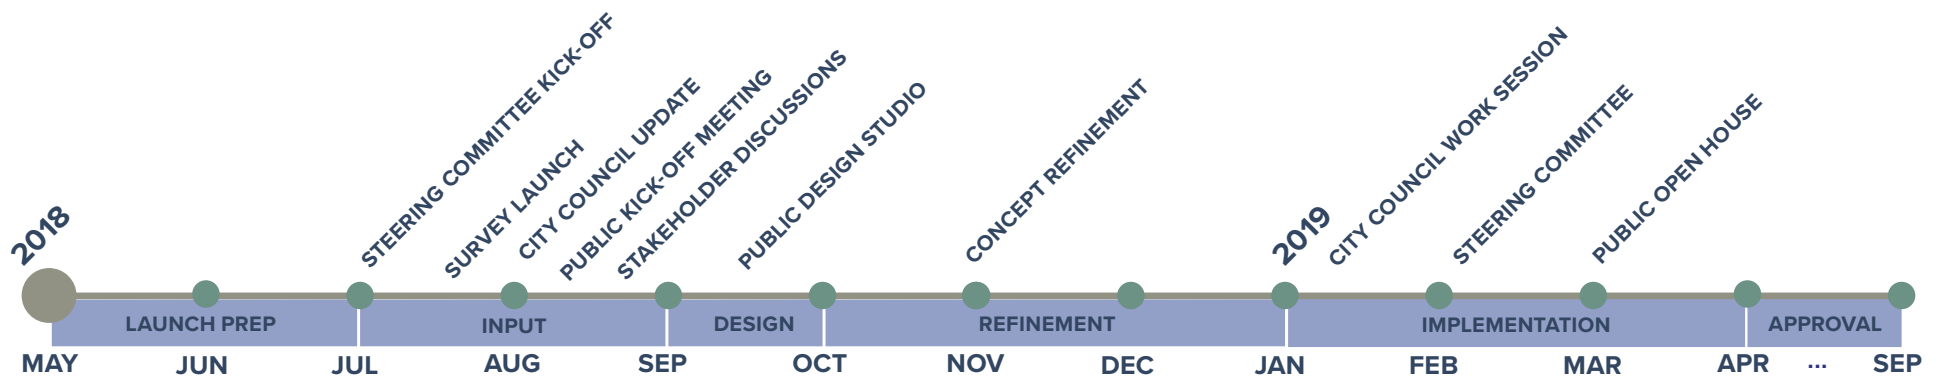 2018
STEERING COMMITTEE KICK-OFF
SURVEY LAUNCH
CITY COUNCIL UPDATE
PUBLIC KICK-OFF MEETING
STAKEHOLDER DISCUSSIONS
PUBLIC DESIGN STUDIO
CONCEPT REFINEMENT
2019
CITY COUNCIL WORK SESSION
STEERING COMMITTEE
PUBLIC OPEN HOUSE
LAUNCH PREP
INPUT
DESIGN
REFINEMENT
IMPLEMENTATION
APPROVAL
MAY
JUN
JUL
AUG
SEP
OCT
NOV
DEC
JAN
FEB
MAR
APR
...
SEP